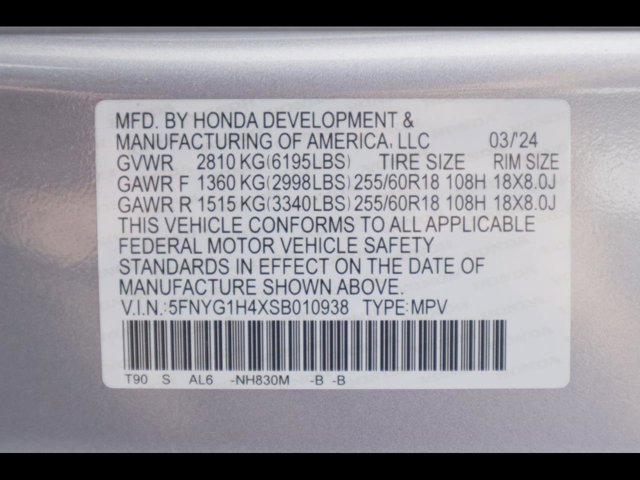 MFD. BY HONDA DEVELOPMENT &
MANUFACTURING OF AMERICA, LLC 03/'24
GVWR 2810 KG(6195LBS) TIRE SIZE RIM SIZE
GAWR F 1360 KG(2998LBS) 255/60R18 108H 18X8.0J
GAWR R 1515 KG(3340LBS) 255/60R18 108H 18X8.0J
THIS VEHICLE CONFORMS TO ALL APPLICABLE
FEDERAL MOTOR VEHICLE SAFETY
STANDARDS IN EFFECT ON THE DATE OF
MANUFACTURE SHOWN ABOVE.
V.I.N.:5FNYG1H4XSB010938 TYPE:MPV
T90 S AL6 -NH830M -B -B